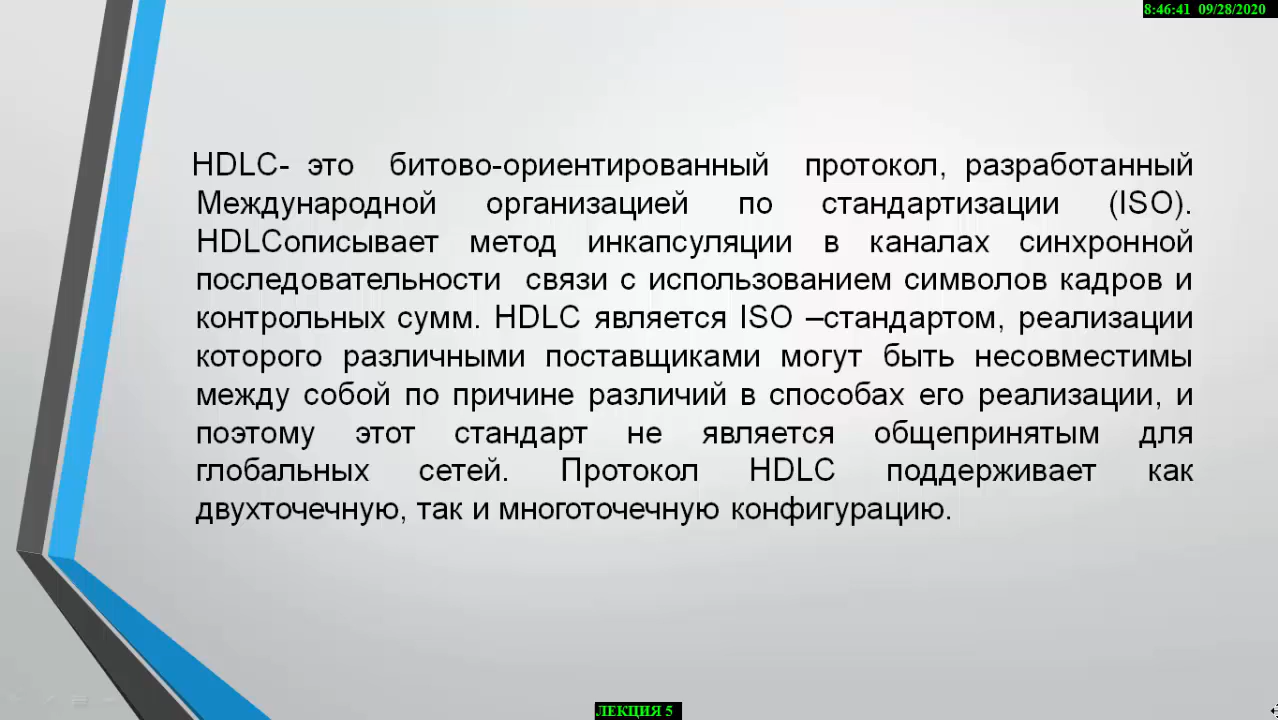 8:46:41 09/28/2020
HDLC- это битово-ориентированный протокол, разработанный
Международной организацией по стандартизации (ISO).
HDLCописывает метод инкапсуляции в каналах синхронной
последовательности связи с использованием символов кадров и
контрольных сумм. HDLC является ISO –стандартом, реализации
которого различными поставщиками могут быть несовместимы
между собой по причине различий в способах его реализации, и
поэтому этот стандарт не является общепринятым для
глобальных сетей. Протокол HDLC поддерживает как
двухточечную, так и многоточечную конфигурацию.
ЛЕКЦИЯ 5